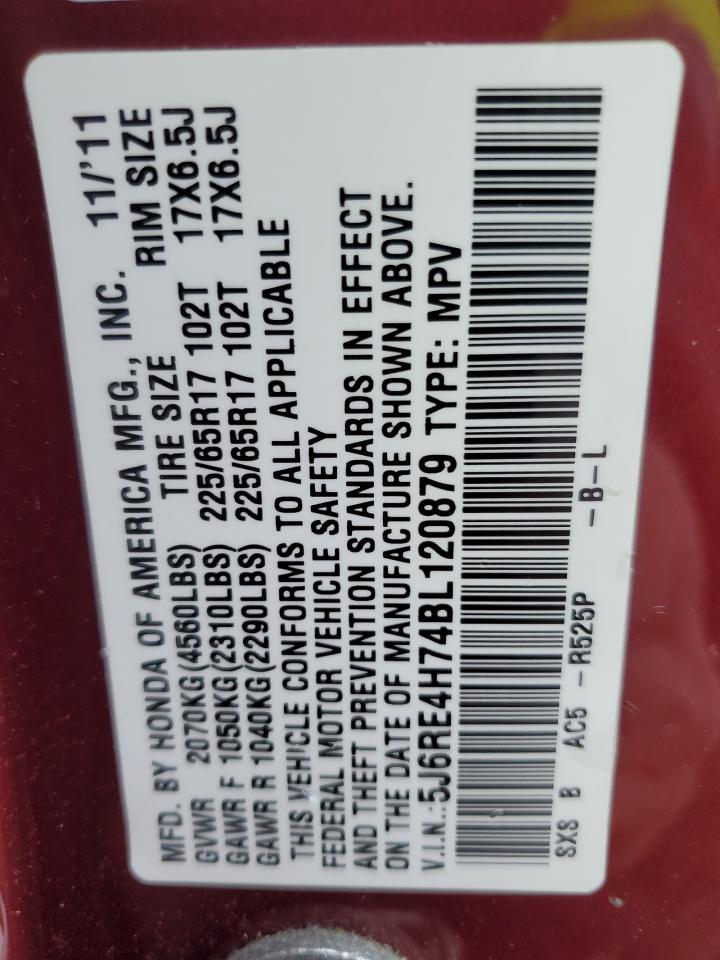 MFD. BY HONDA OF AMERICA MFG., INC. 11/'11
TIRE SIZE RIM SIZE
GVWR 2070KG(4560LBS)
GAWR F 1050KG(2310LBS) 225/65R17 102T 17X6.5J
GAWR R 1040KG(2290LBS) 225/65R17 102T 17X6.5J
THIS VEHICLE CONFORMS TO ALL APPLICABLE
FEDERAL MOTOR VEHICLE SAFETY
AND THEFT PREVENTION STANDARDS IN EFFECT
ON THE DATE OF MANUFACTURE SHOWN ABOVE.
V.I.N.:5J6RE4H74BL120879 TYPE: MPV
SXS B AC5 -R525P -B-L